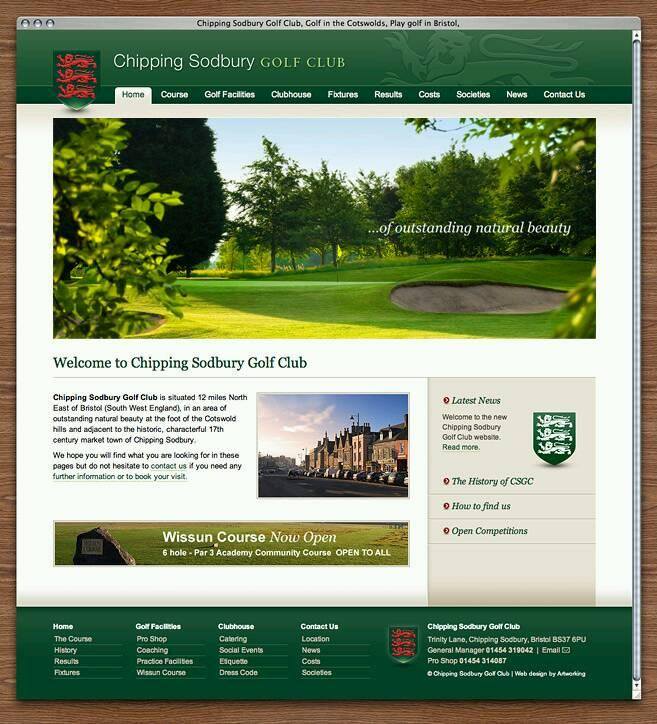 Chipping Sodbury Golf Club, Golf in the Cotswolds, Play golf in Bristol,
Chipping Sodbury GOLF CLUB
Home Course Golf Facilities Clubhouse Fixtures Results Costs Societies News Contact Us
...of outstanding natural beauty
Welcome to Chipping Sodbury Golf Club
Chipping Sodbury Golf Club is situated 12 miles North
East of Bristol (South West England), in an area of
outstanding natural beauty at the foot of the Cotswold
hills and adjacent to the historic, characterful 17th
century market town of Chipping Sodbury.
We hope you will find what you are looking for in these
pages but do not hesitate to contact us if you need any
further information or to book your visit.
Wissun Course Now Open
6 hole - Par 3 Academy Community Course OPEN TO ALL
Latest News
Welcome to the new
Chipping Sodbury
Golf Club website.
Read more.
The History of CSGC
How to find us
Open Competitions
Home
The Course
History
Results
Fixtures
Golf Facilities
Pro Shop
Coaching
Practice Facilities
Wissun Course
Clubhouse
Catering
Social Events
Etiquette
Dress Code
Contact Us
Location
News
Costs
Societies
Chipping Sodbury Golf Club
Trinity Lane, Chipping Sodbury, Bristol BS37 6PU
General Manager 01454 319042 | Email
Pro Shop 01454 314087
© Chipping Sodbury Golf Club | Web design by Artworking